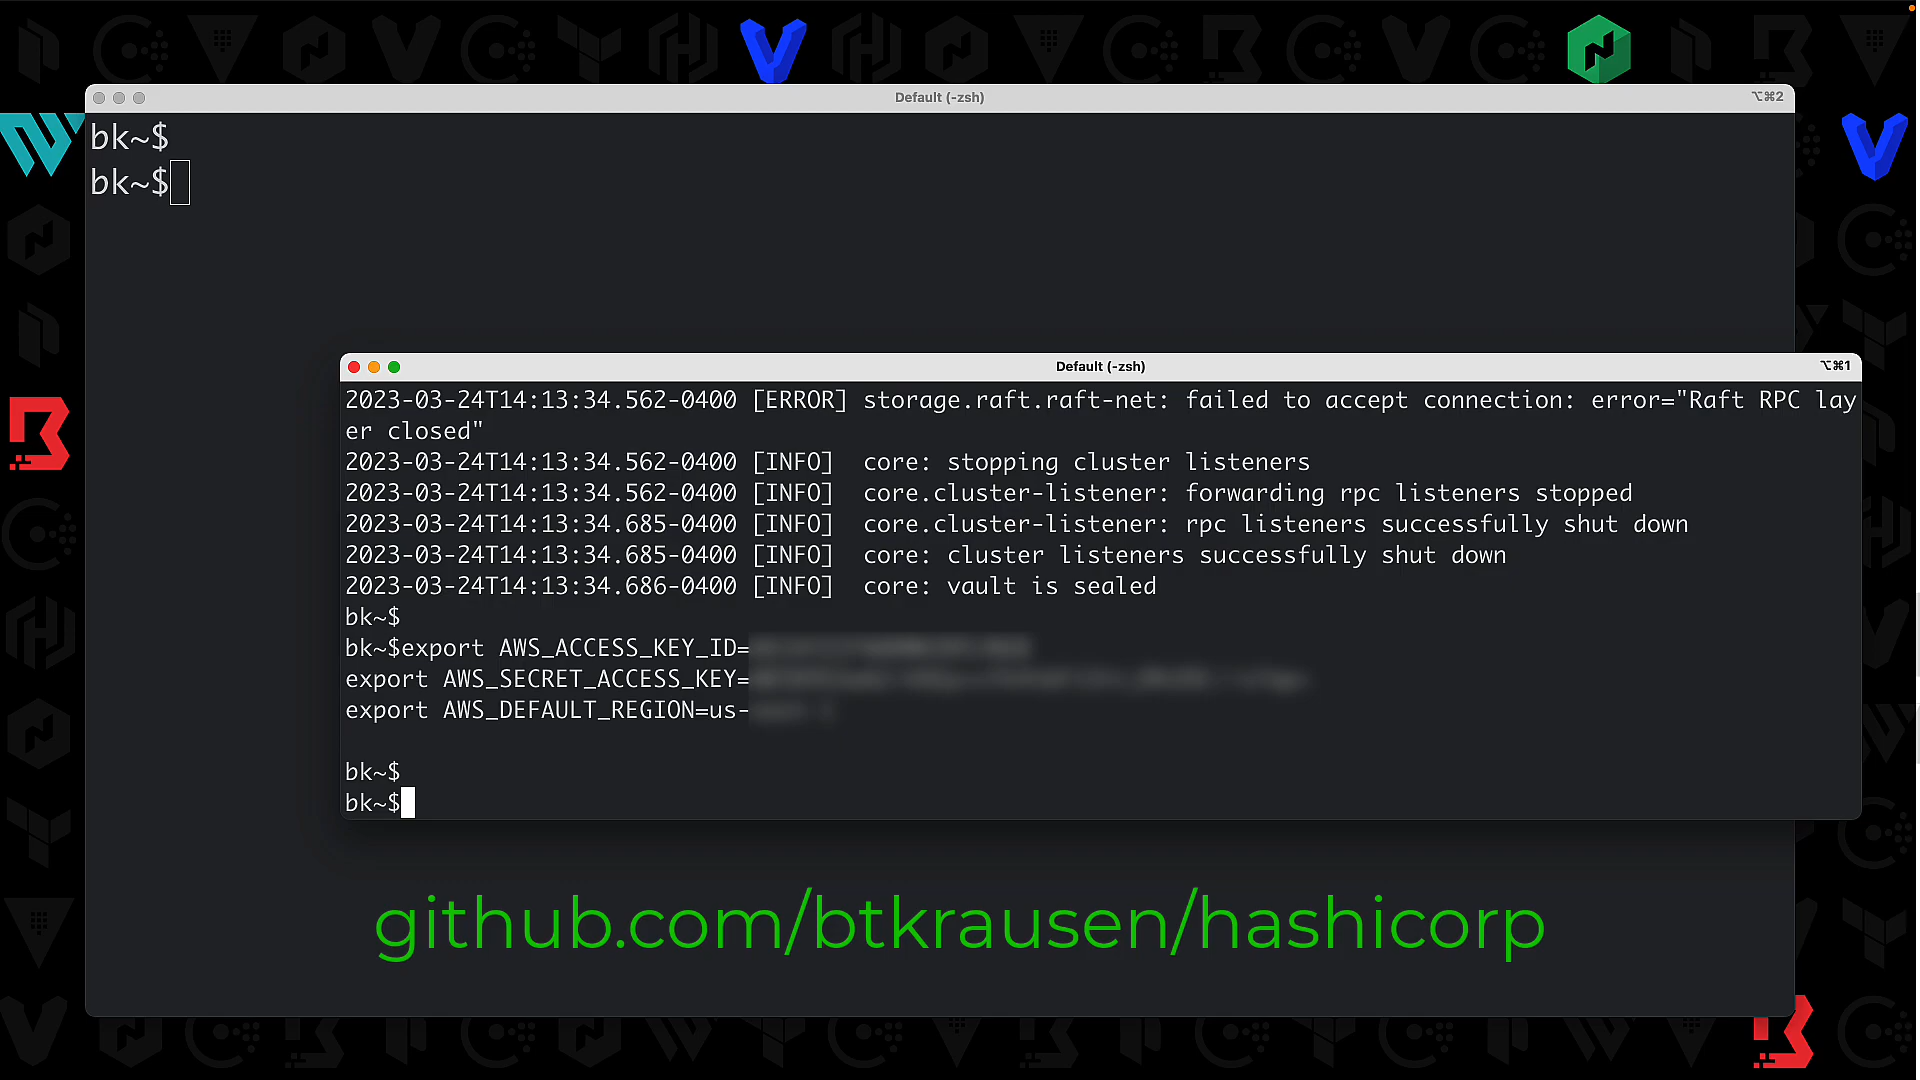 Default (-zsh)
⌥⌘2
bk~$
bk~$
Default (-zsh)
⌥⌘1
2023-03-24T14:13:34.562-0400 [ERROR] storage.raft.raft-net: failed to accept connection: error="Raft RPC lay
er closed"
2023-03-24T14:13:34.562-0400 [INFO]  core: stopping cluster listeners
2023-03-24T14:13:34.562-0400 [INFO]  core.cluster-listener: forwarding rpc listeners stopped
2023-03-24T14:13:34.685-0400 [INFO]  core.cluster-listener: rpc listeners successfully shut down
2023-03-24T14:13:34.685-0400 [INFO]  core: cluster listeners successfully shut down
2023-03-24T14:13:34.686-0400 [INFO]  core: vault is sealed
bk~$
bk~$export AWS_ACCESS_KEY_ID=
export AWS_SECRET_ACCESS_KEY=
export AWS_DEFAULT_REGION=us-
bk~$
bk~$
github.com/btkrausen/hashicorp